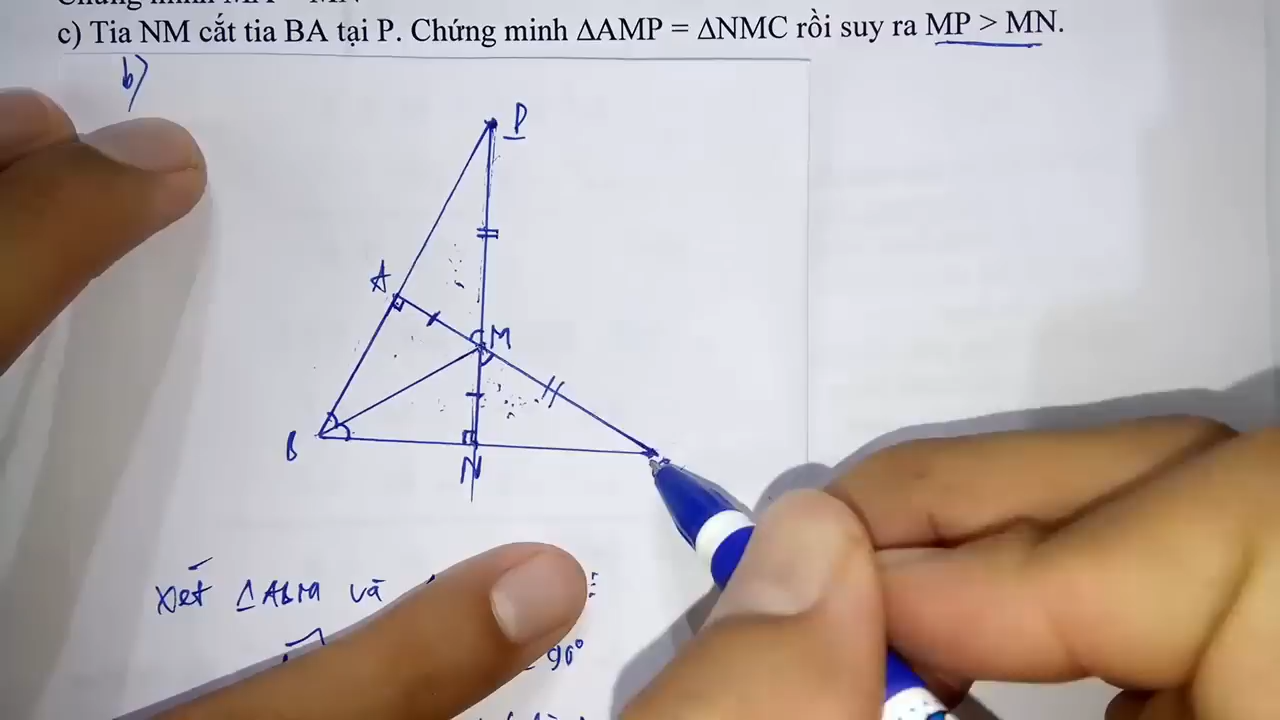 c) Tia NM cắt tia BA tại P. Chứng minh ΔAMP = ΔNMC rồi suy ra MP > MN.
b)
P
A
M
B
N
Xét ΔABM và
90°